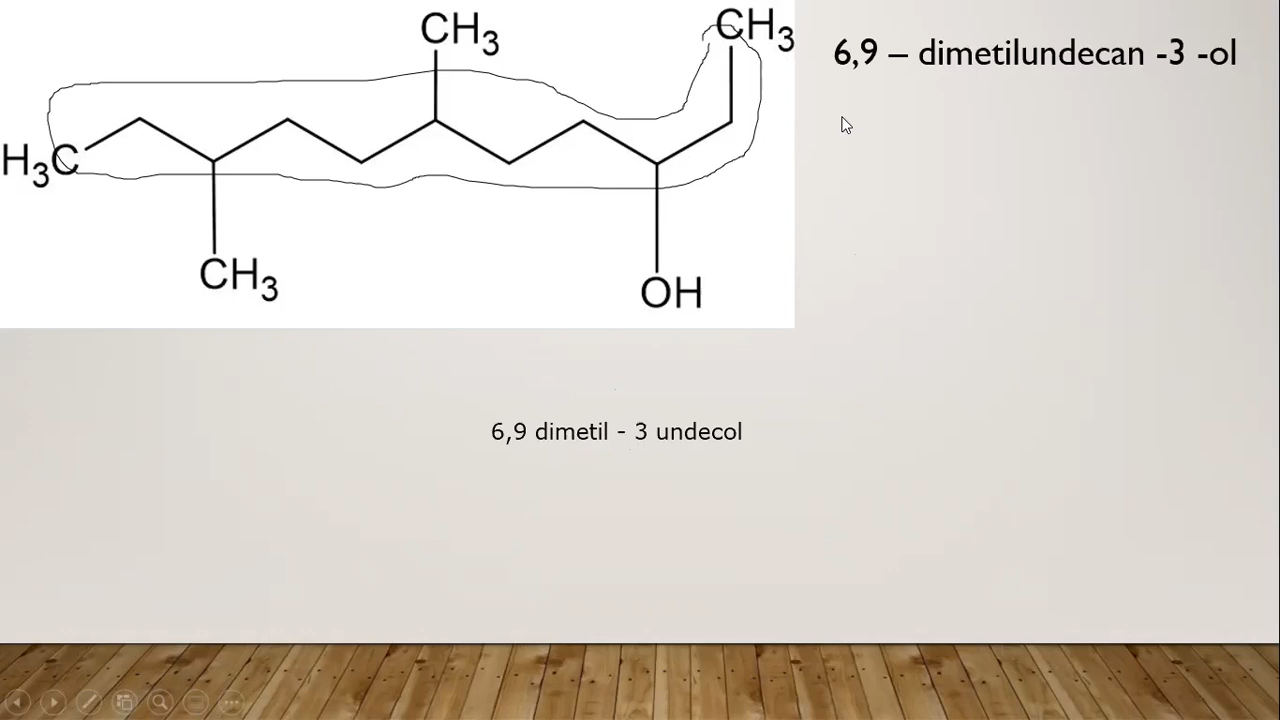 CH3
CH3
6,9 – dimetilundecan -3 -ol
H3C
CH3
OH
6,9 dimetil - 3 undecol